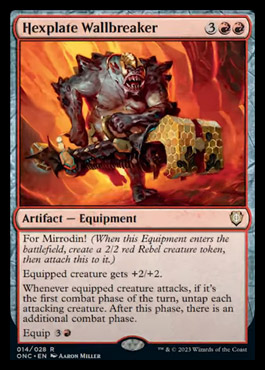 Hexplate Wallbreaker 3
Artifact — Equipment
For Mirrodin! (When this Equipment enters the
battlefield, create a 2/2 red Rebel creature token,
then attach this to it.)
Equipped creature gets +2/+2.
Whenever equipped creature attacks, if it's
the first combat phase of the turn, untap each
attacking creature. After this phase, there is an
additional combat phase.
Equip 3
014/028 R
ONC • EN Aaron Miller
™ & © 2023 Wizards of the Coast